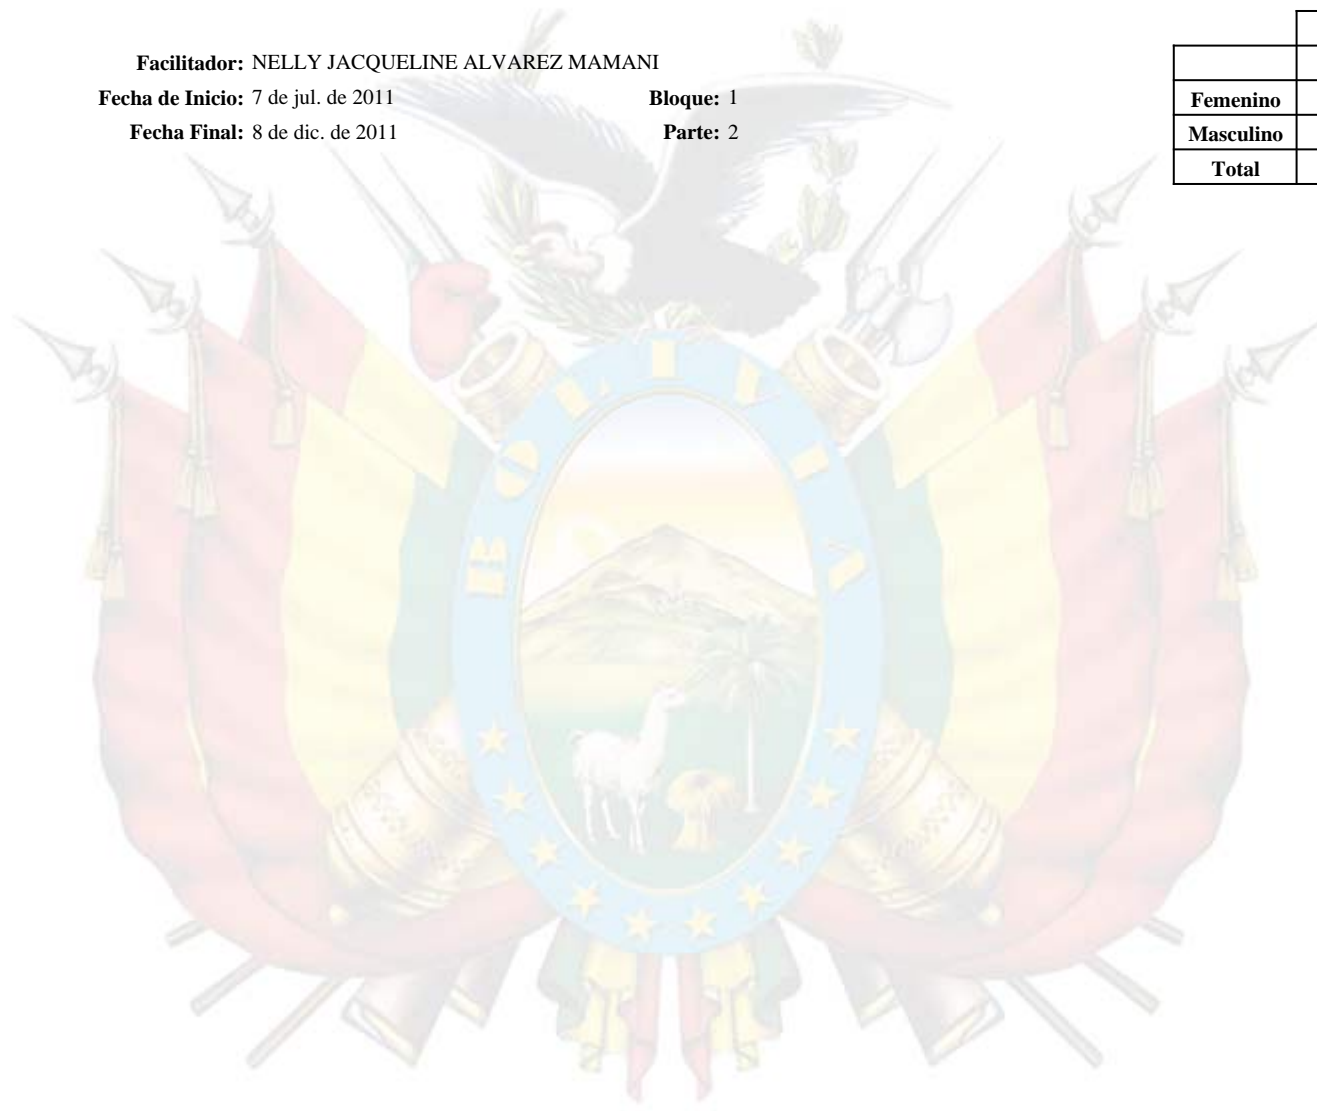 Facilitador: NELLY JACQUELINE ALVAREZ MAMANI
Fecha de Inicio: 7 de jul. de 2011 Bloque: 1
Fecha Final: 8 de dic. de 2011 Parte: 2
Femenino
Masculino
Total
BOLIVIA